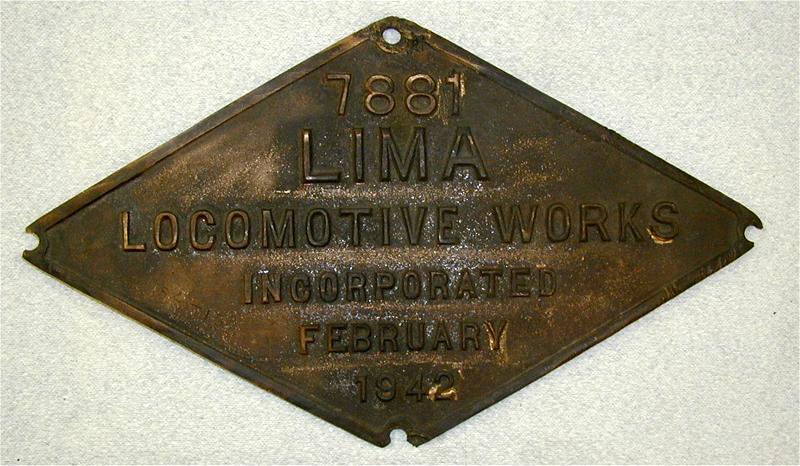 7881
LIMA
LOCOMOTIVE WORKS
INCORPORATED
FEBRUARY
1942